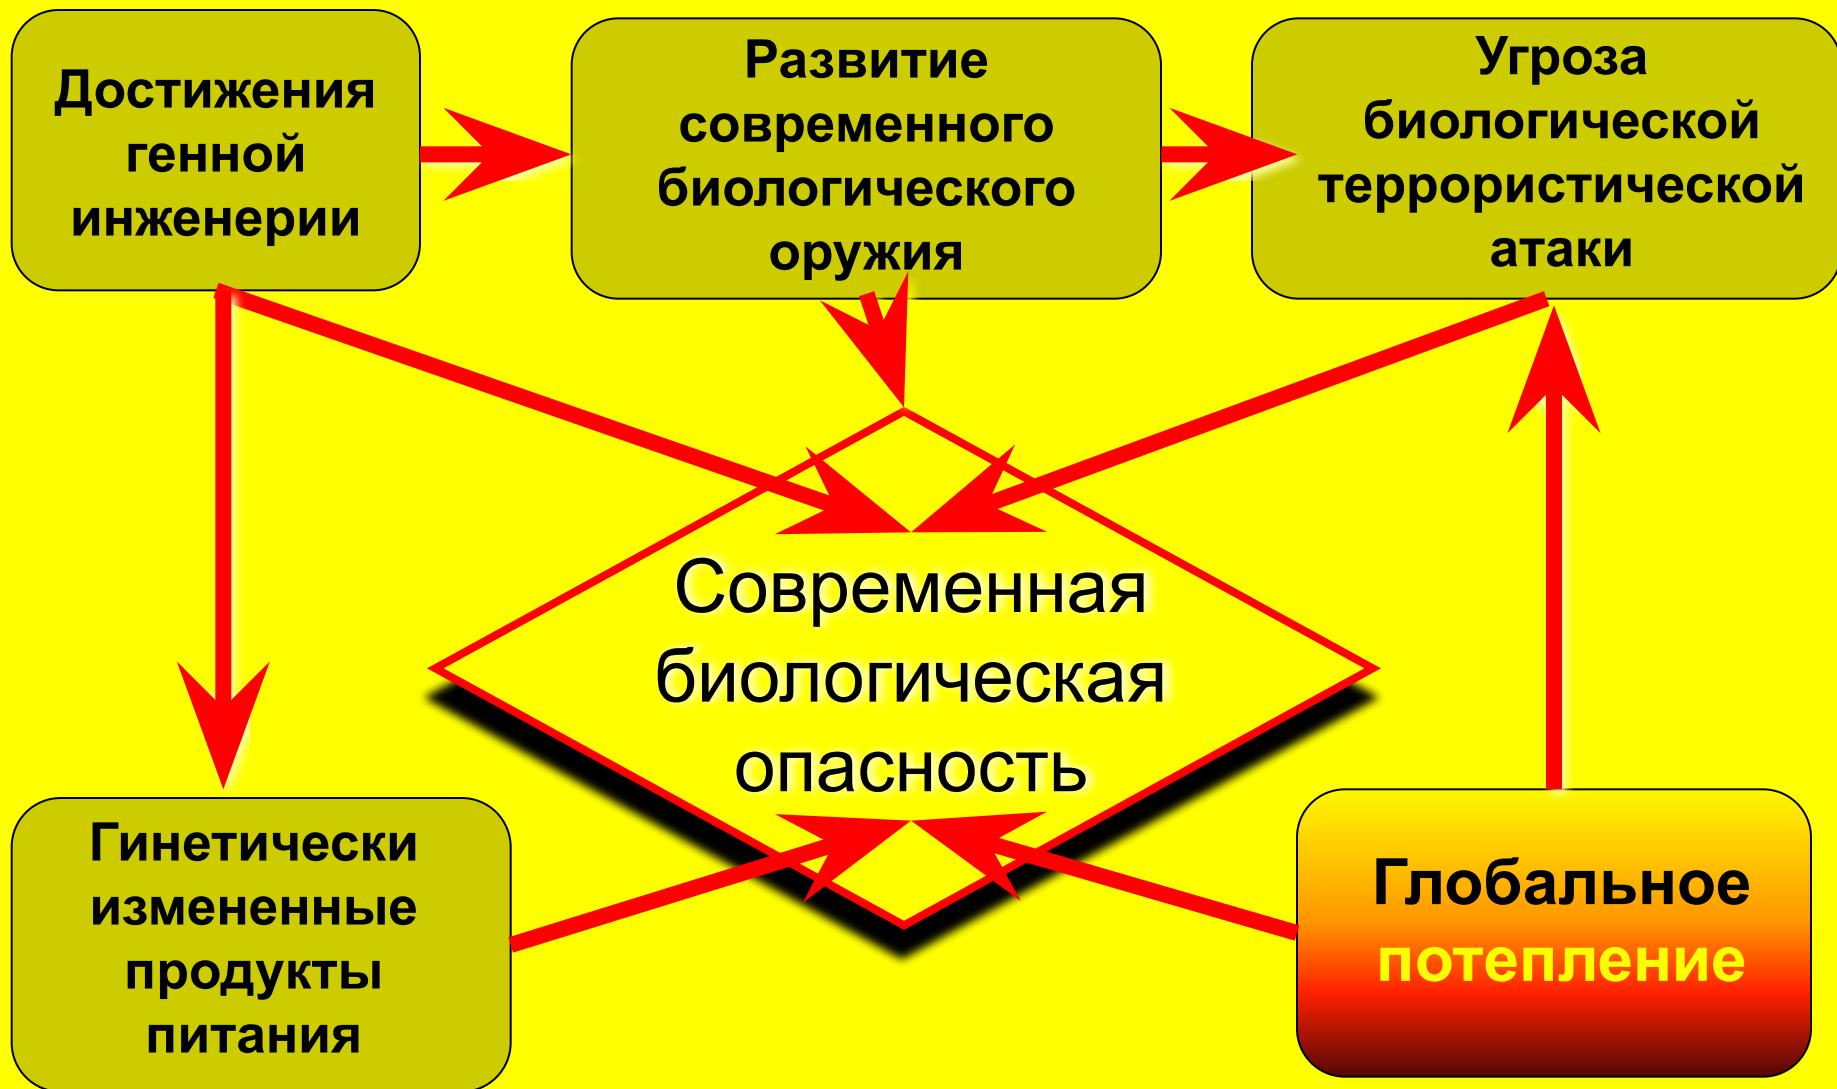 Достижения
генной
инженерии
Развитие
современного
биологического
оружия
Угроза
биологической
террористической
атаки
Современная
биологическая
опасность
Гинетически
измененные
продукты
питания
Глобальное
потепление